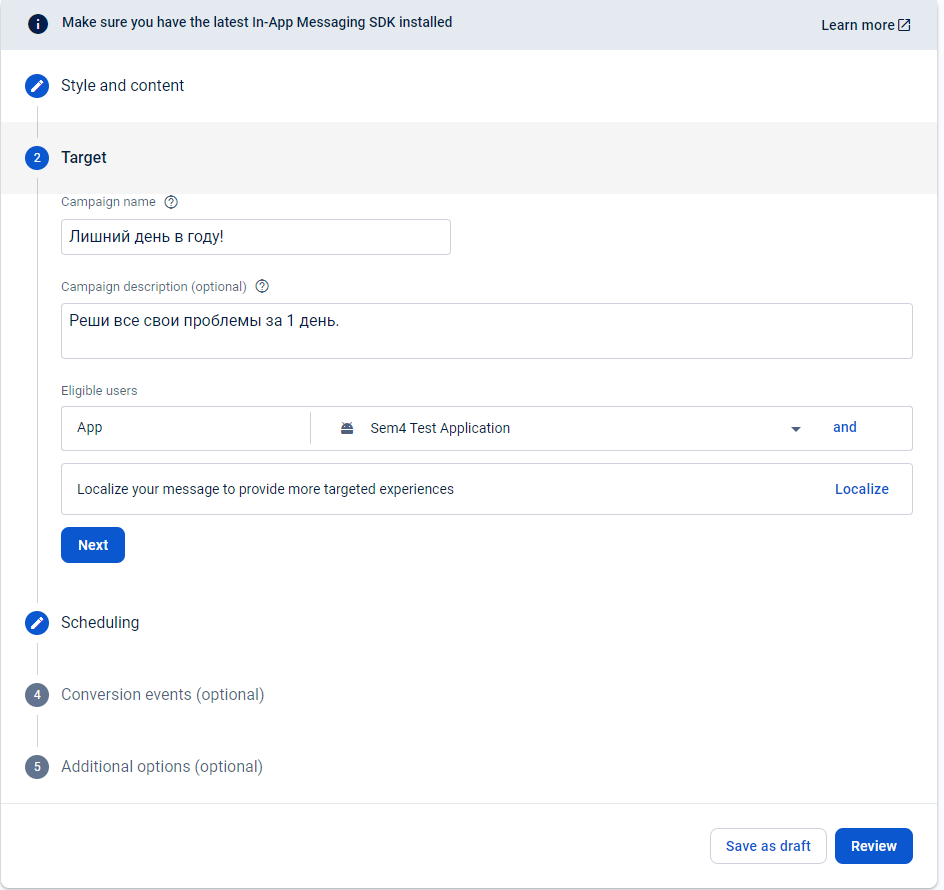 Make sure you have the latest In-App Messaging SDK installed
Learn more
Style and content
2
Target
Campaign name
Лишний день в году!
Campaign description (optional)
Реши все свои проблемы за 1 день.
Eligible users
App
Sem4 Test Application
and
Localize your message to provide more targeted experiences
Localize
Next
Scheduling
4
Conversion events (optional)
5
Additional options (optional)
Save as draft
Review